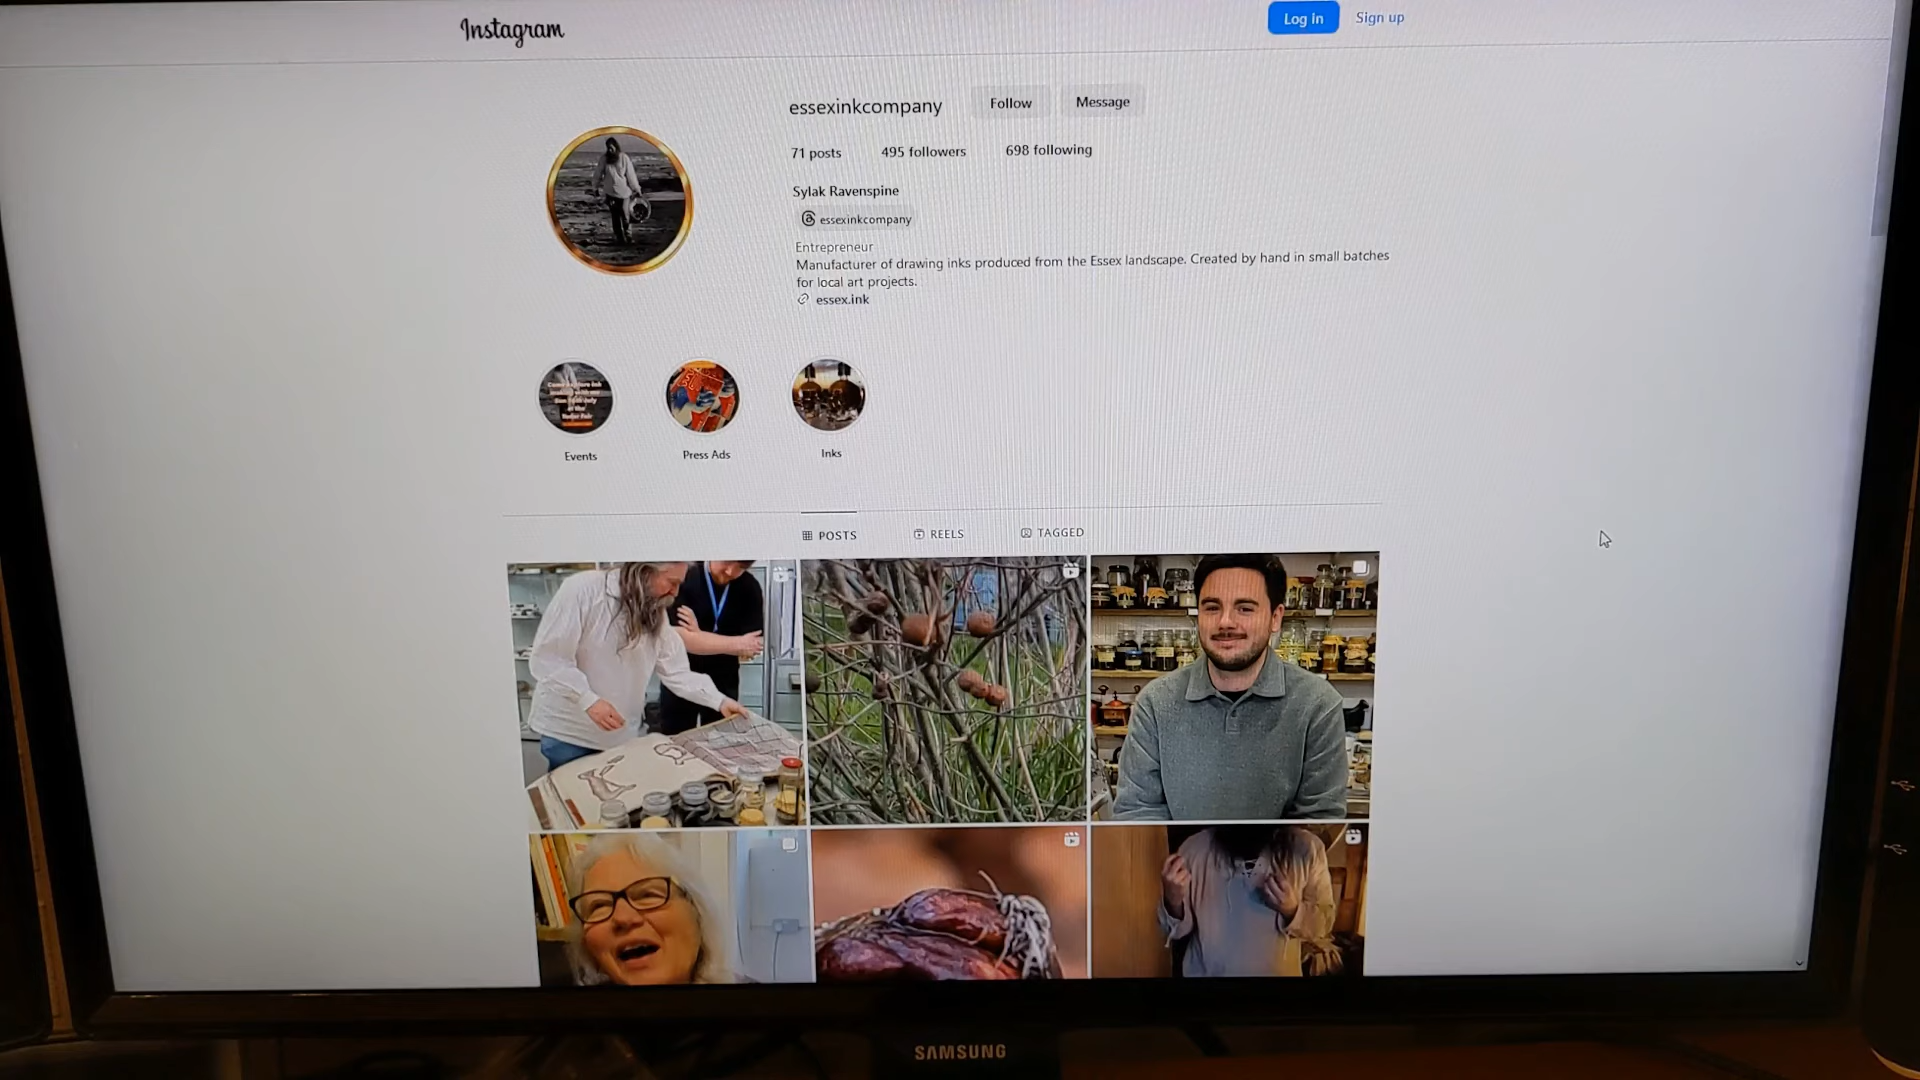 Instagram
Log in
Sign up
essexinkcompany
Follow
Message
71 posts
495 followers
698 following
Sylak Ravenspine
essexinkcompany
Entrepreneur
Manufacturer of drawing inks produced from the Essex landscape. Created by hand in small batches
for local art projects.
essex.ink
Events
Press Ads
Inks
POSTS
REELS
TAGGED
SAMSUNG